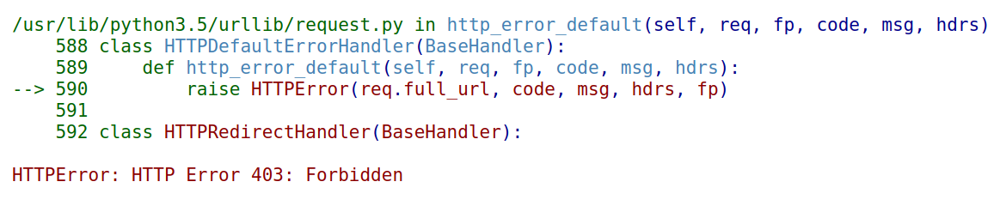 /usr/lib/python3.5/urllib/request.py in http_error_default(self, req, fp, code, msg, hdrs)
    588 class HTTPDefaultErrorHandler(BaseHandler):
    589     def http_error_default(self, req, fp, code, msg, hdrs):
--> 590         raise HTTPError(req.full_url, code, msg, hdrs, fp)
    591
    592 class HTTPRedirectHandler(BaseHandler):

HTTPError: HTTP Error 403: Forbidden